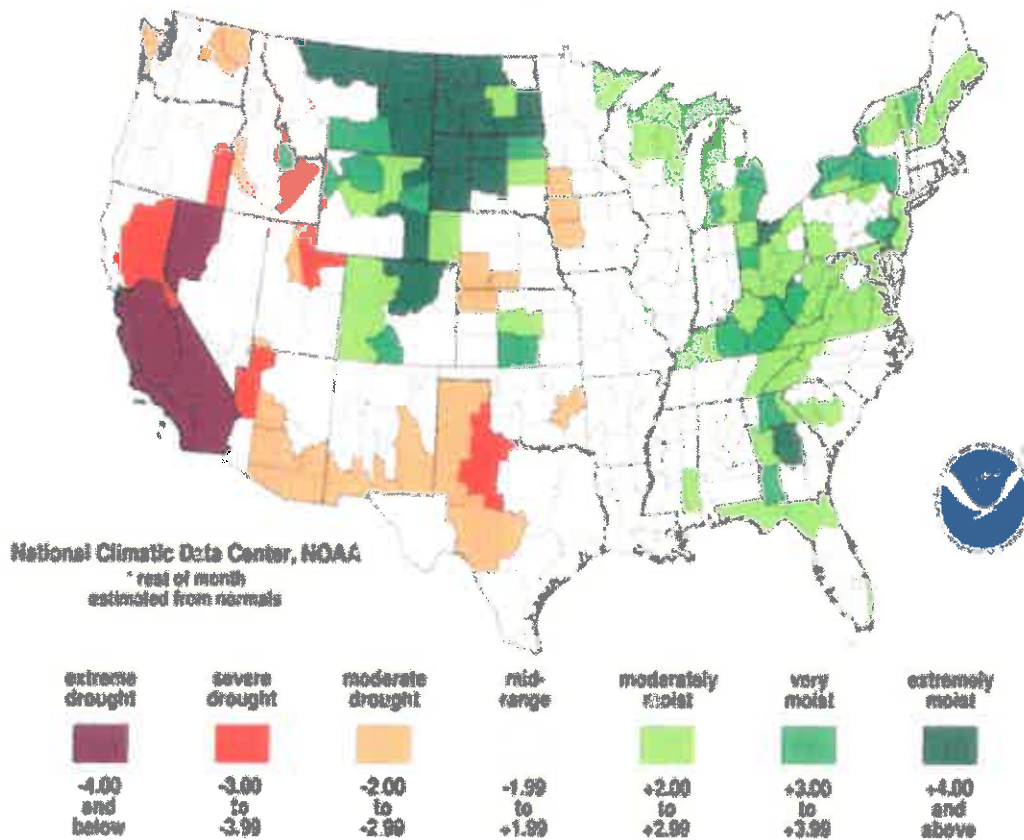 National Climatic Data Center, NOAA
* rest of month
estimated from normals
extreme
drought
severe
drought
moderate
drought
mid-
range
moderately
moist
very
moist
extremely
moist
-4.00
and
below
-3.00
to
-3.99
-2.00
to
-2.99
-1.99
to
+1.99
+2.00
to
+2.99
+3.00
to
+3.99
+4.00
and
above